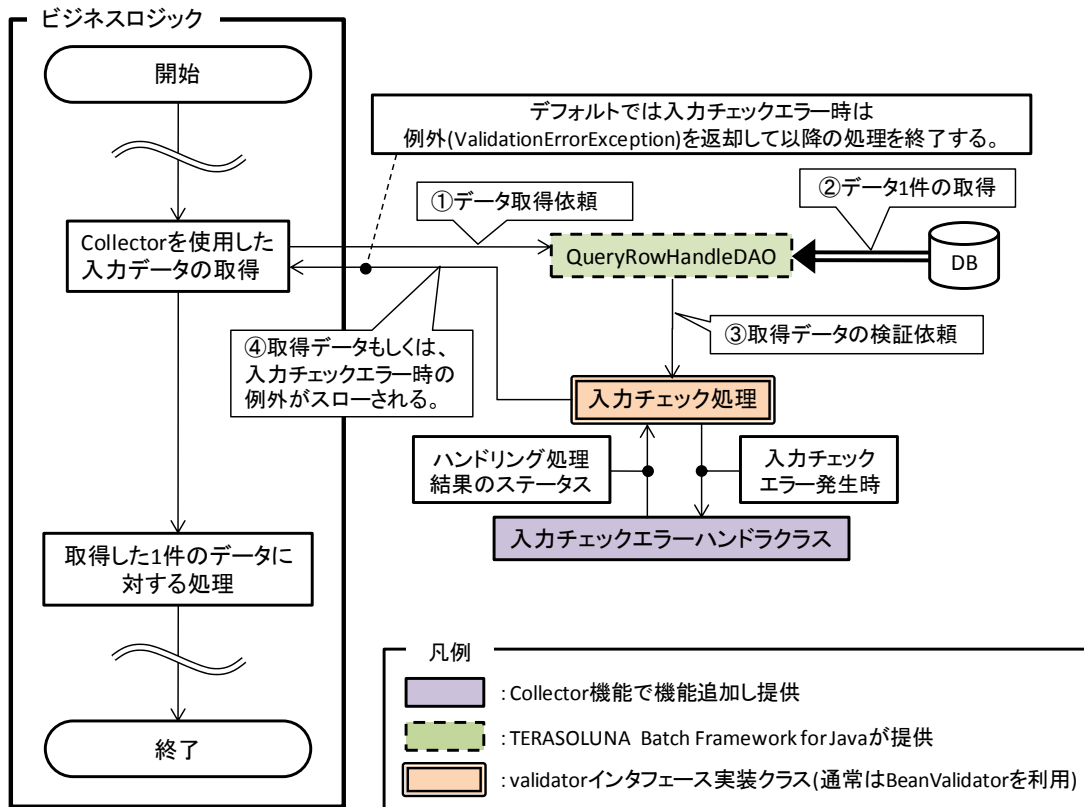 ビジネスロジック
開始
デフォルトでは入力チェックエラー時は
例外(ValidationErrorException)を返却して以降の処理を終了する。
①データ取得依頼
②データ1件の取得
Collectorを使用した
入力データの取得
QueryRowHandleDAO
DB
③取得データの検証依頼
④取得データもしくは、
入力チェックエラー時の
例外がスローされる。
入力チェック処理
ハンドリング処理
結果のステータス
入力チェック
エラー発生時
入力チェックエラーハンドラクラス
取得した1件のデータに
対する処理
終了
凡例
:Collector機能で機能追加し提供
:TERASOLUNA Batch Framework for Javaが提供
:validatorインタフェース実装クラス(通常はBeanValidatorを利用)